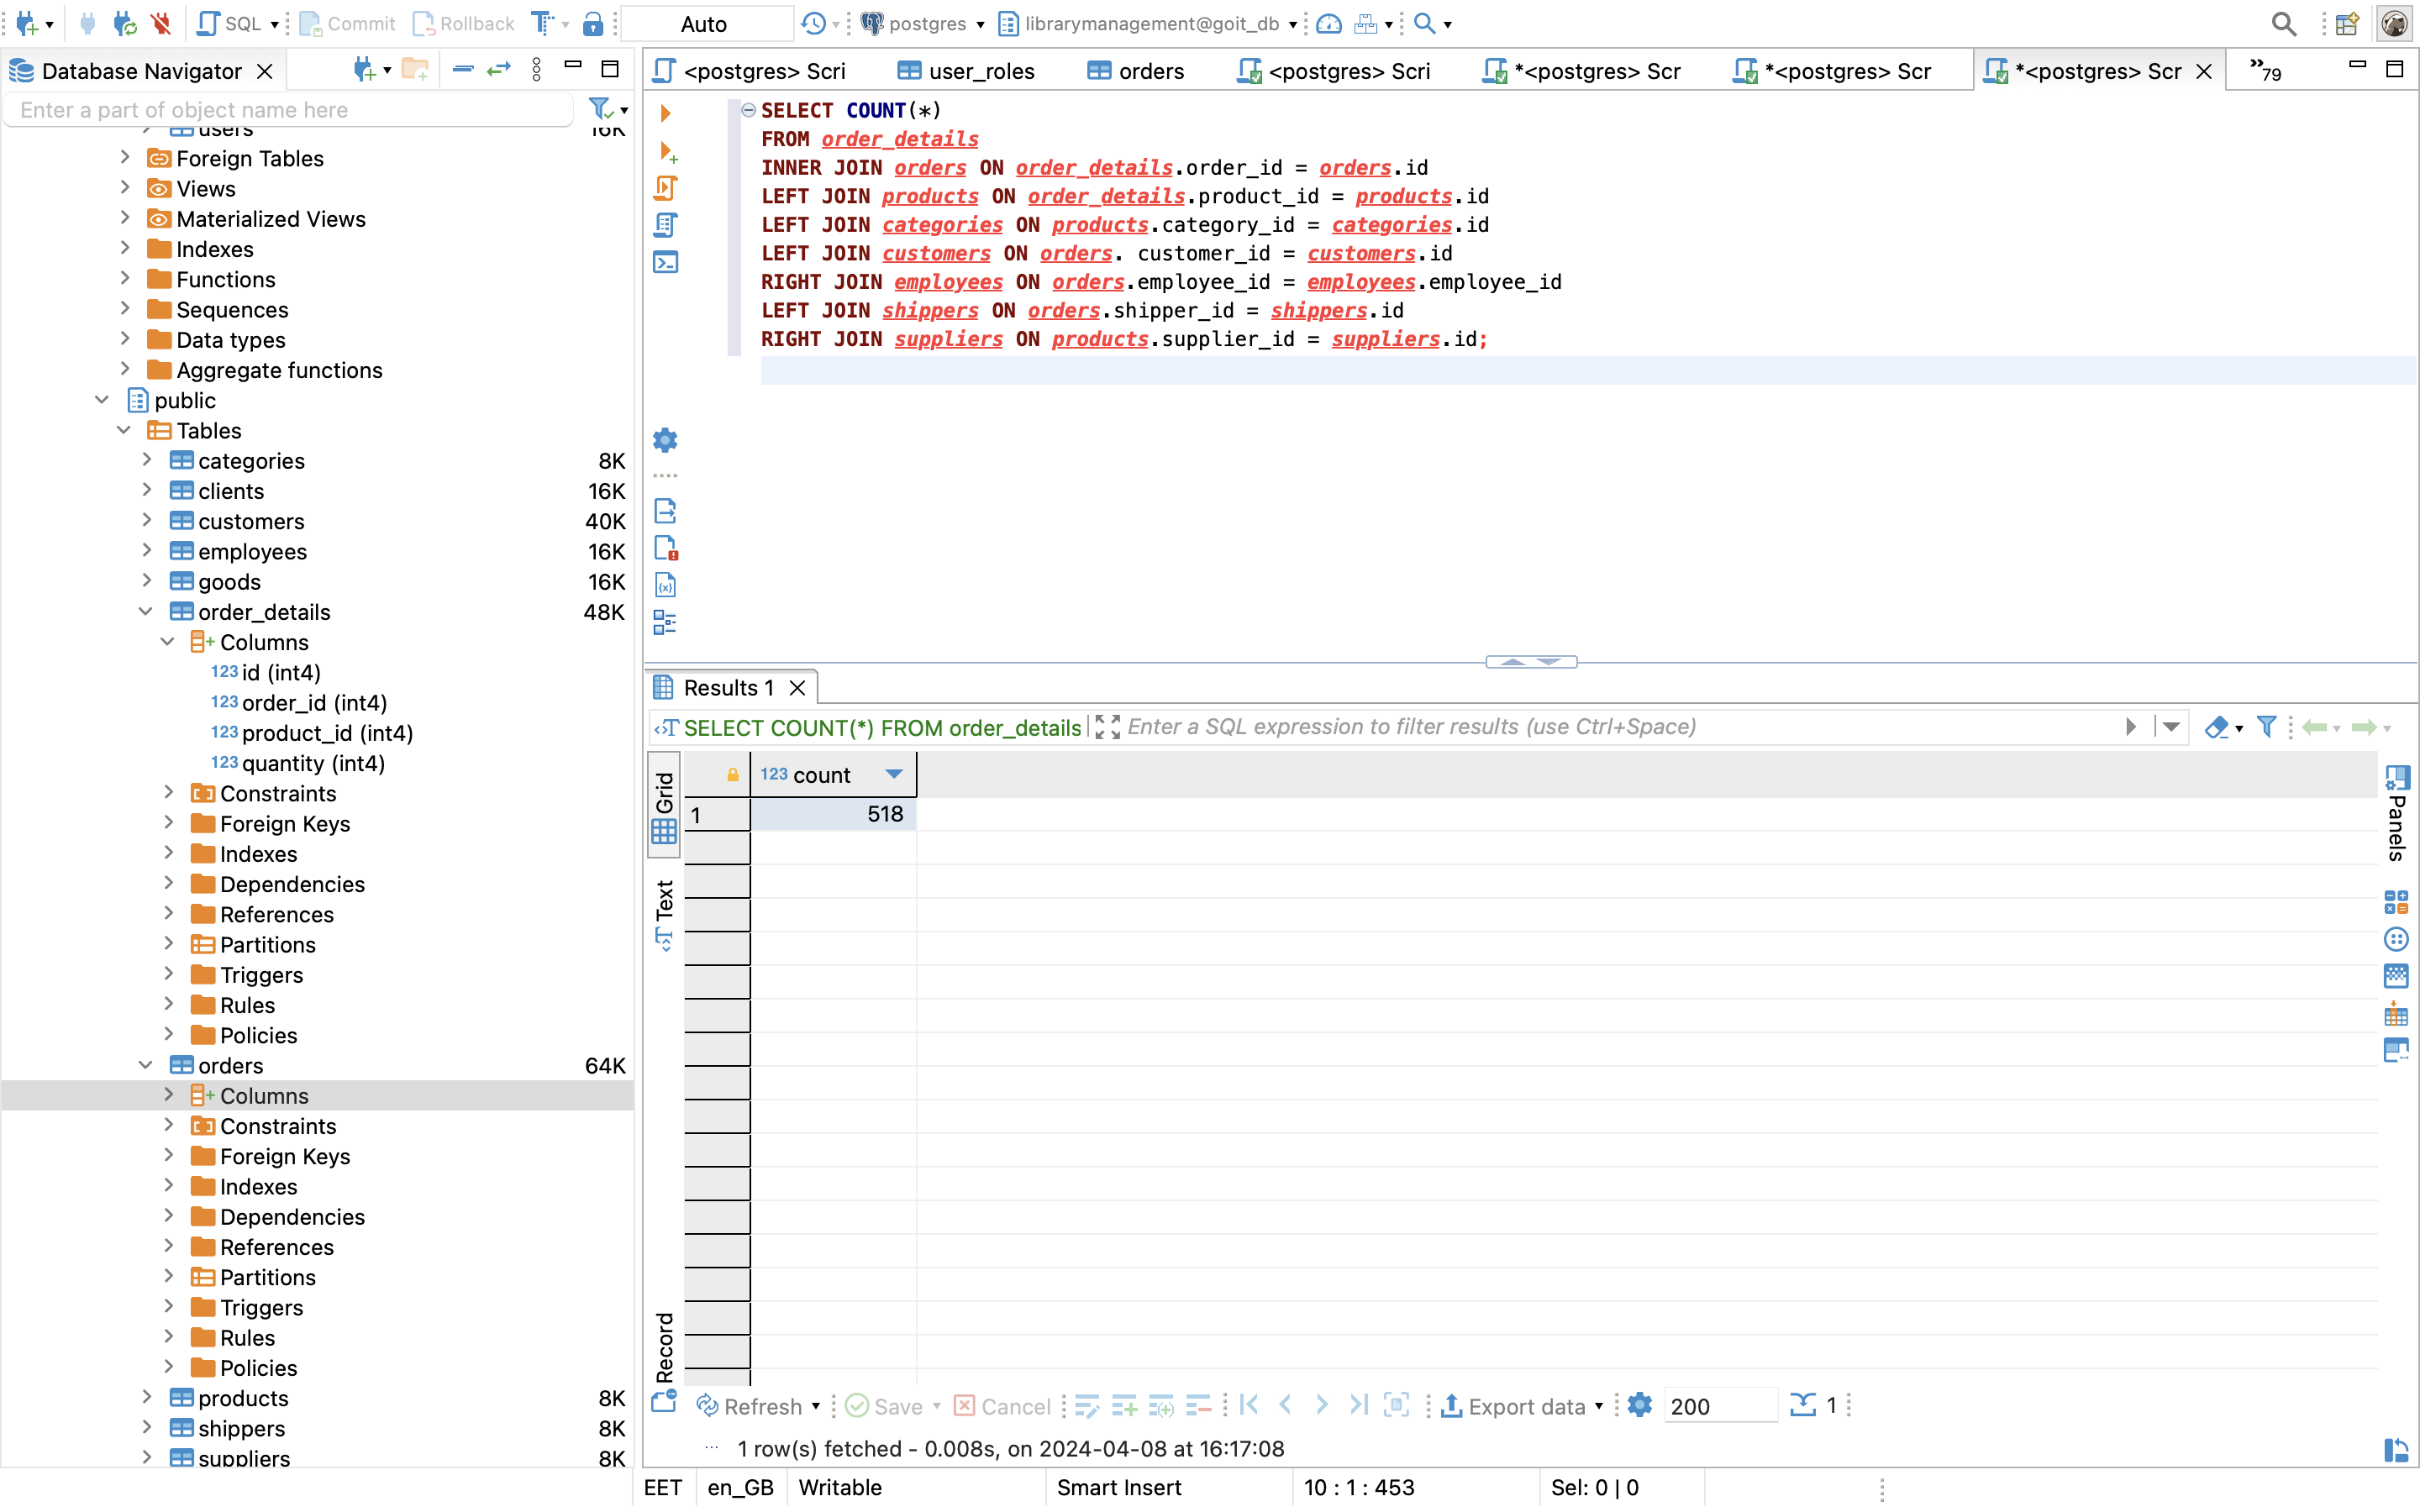 SQL
Commit
Rollback
Auto
postgres
librarymanagement@goit_db
Database Navigator
<postgres> Scri
user_roles
orders
<postgres> Scri
*<postgres> Scr
*<postgres> Scr
*<postgres> Scr
»79
Enter a part of object name here
users 16K
Foreign Tables
Views
Materialized Views
Indexes
Functions
Sequences
Data types
Aggregate functions
public
Tables
categories 8K
clients 16K
customers 40K
employees 16K
goods 16K
order_details 48K
Columns
123 id (int4)
123 order_id (int4)
123 product_id (int4)
123 quantity (int4)
Constraints
Foreign Keys
Indexes
Dependencies
References
Partitions
Triggers
Rules
Policies
orders 64K
Columns
Constraints
Foreign Keys
Indexes
Dependencies
References
Partitions
Triggers
Rules
Policies
products 8K
shippers 8K
suppliers 8K
SELECT COUNT(*)
FROM order_details
INNER JOIN orders ON order_details.order_id = orders.id
LEFT JOIN products ON order_details.product_id = products.id
LEFT JOIN categories ON products.category_id = categories.id
LEFT JOIN customers ON orders. customer_id = customers.id
RIGHT JOIN employees ON orders.employee_id = employees.employee_id
LEFT JOIN shippers ON orders.shipper_id = shippers.id
RIGHT JOIN suppliers ON products.supplier_id = suppliers.id;
Results 1
SELECT COUNT(*) FROM order_details
Enter a SQL expression to filter results (use Ctrl+Space)
Grid
Text
Record
123 count
1 518
Panels
Refresh
Save
Cancel
Export data
200
1
... 1 row(s) fetched - 0.008s, on 2024-04-08 at 16:17:08
EET
en_GB
Writable
Smart Insert
10 : 1 : 453
Sel: 0 | 0